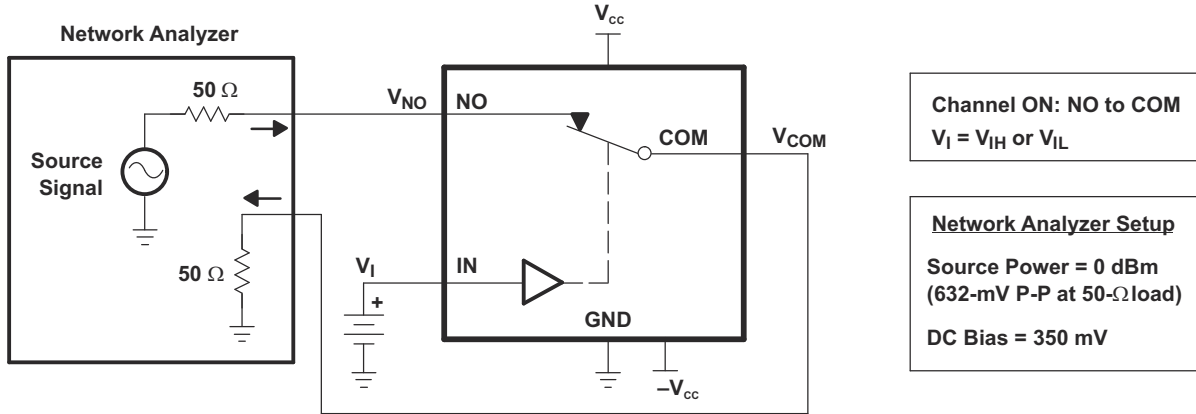 Network Analyzer
50 Ω
Source
Signal
50 Ω
V_NO
NO
V_CC
COM
V_COM
V_I
IN
+
GND
–V_CC
Channel ON: NO to COM
V_I = V_IH or V_IL
Network Analyzer Setup
Source Power = 0 dBm
(632-mV P-P at 50-Ω load)
DC Bias = 350 mV